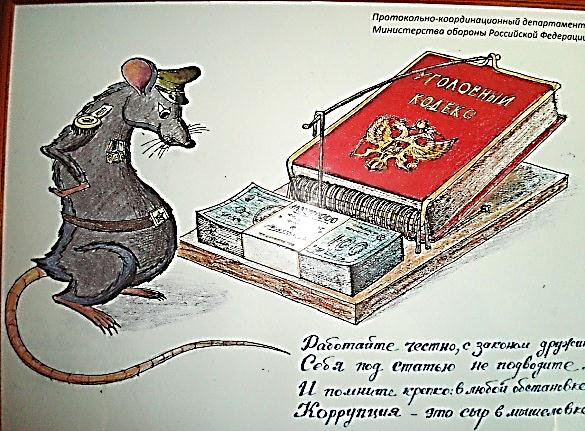 Протокольно-координационный департамент
Министерства обороны Российской Федерации
УГОЛОВНЫЙ
КОДЕКС
Работайте честно, с законом дружи
Себя под статью не подводите.
И помните крепко: в любой обстановке
Коррупция - это сыр в мышеловке